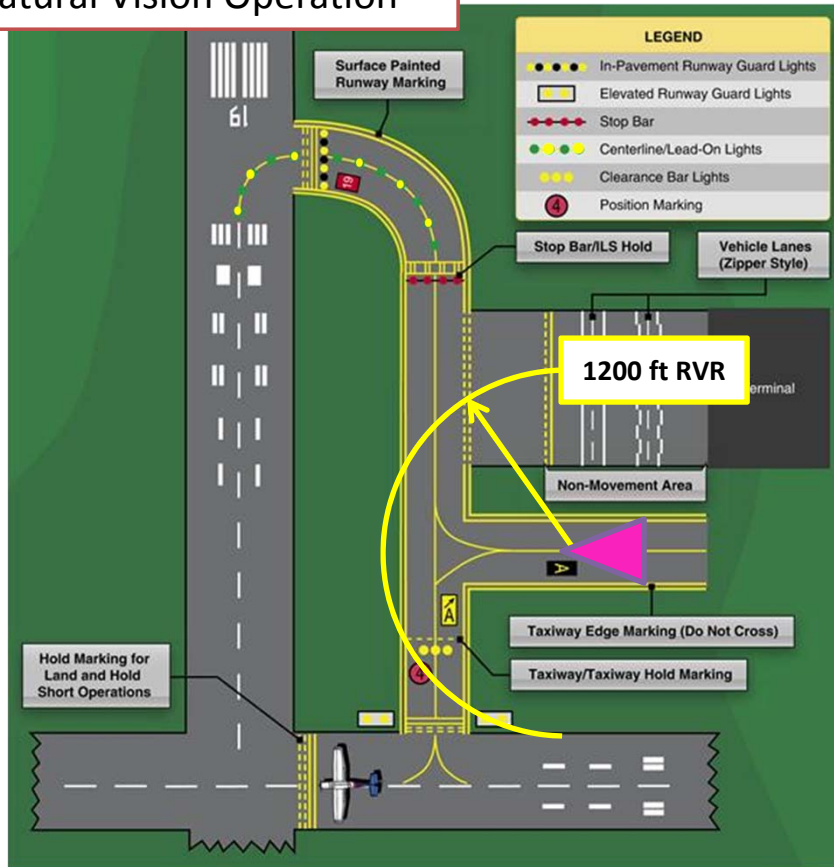 Natural Vision Operation
LEGEND
In-Pavement Runway Guard Lights
Elevated Runway Guard Lights
Stop Bar
Centerline/Lead-On Lights
Clearance Bar Lights
4 Position Marking
Surface Painted
Runway Marking
19
19
Stop Bar/ILS Hold
Vehicle Lanes
(Zipper Style)
1200 ft RVR
erminal
Non-Movement Area
A
A
Taxiway Edge Marking (Do Not Cross)
Taxiway/Taxiway Hold Marking
4
Hold Marking for
Land and Hold
Short Operations